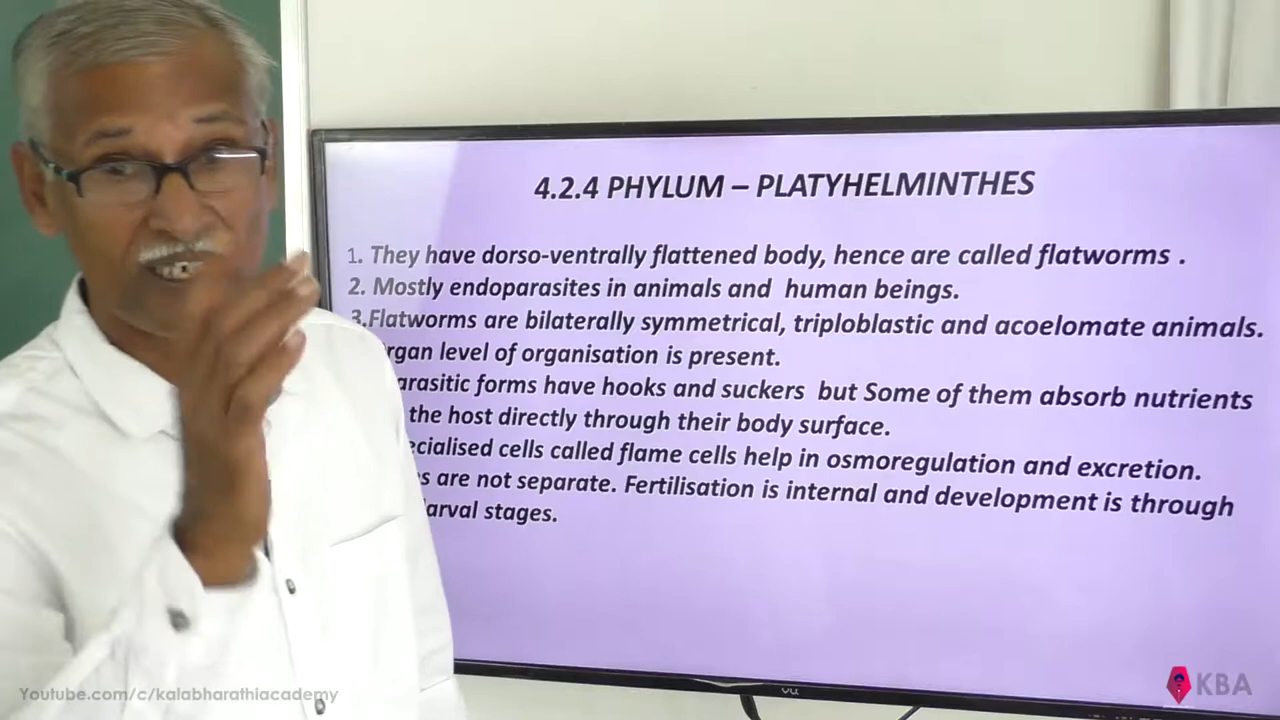 4.2.4 PHYLUM – PLATYHELMINTHES
1. They have dorso-ventrally flattened body, hence are called flatworms .
2. Mostly endoparasites in animals and human beings.
3.Flatworms are bilaterally symmetrical, triploblastic and acoelomate animals.
rgan level of organisation is present.
arasitic forms have hooks and suckers but Some of them absorb nutrients
the host directly through their body surface.
ecialised cells called flame cells help in osmoregulation and excretion.
s are not separate. Fertilisation is internal and development is through
larval stages.
VU
Youtube.com/c/kalabharathiacademy
KBA